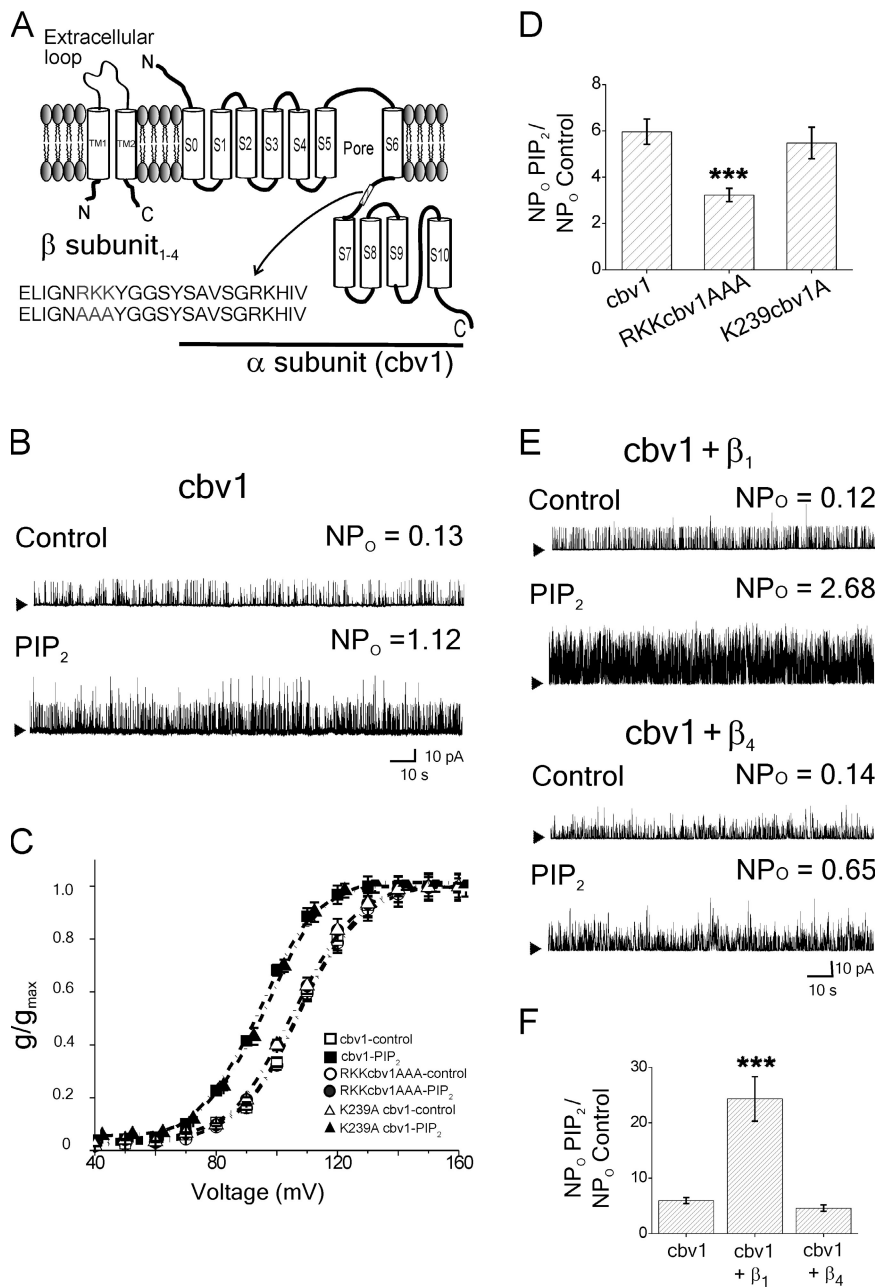 A
Extracellular
loop
N
TM1
TM2
S0
S1
S2
S3
S4
S5
Pore
S6
N
C
β subunit1-4
S7
S8
S9
S10
ELIGNRKKYGGSYSAVSGRKHIV
ELIGNAAAYGGSYSAVSGRKHIV
C
α subunit (cbv1)
B
cbv1
Control
NPO = 0.13
PIP2
NPO =1.12
10 pA
10 s
C
g/gmax
1.0
0.8
0.6
0.4
0.2
0
40
80
120
160
Voltage (mV)
cbv1-control
cbv1-PIP2
RKKcbv1AAA-control
RKKcbv1AAA-PIP2
K239A cbv1-control
K239A cbv1-PIP2
D
NPO PIP2 /
NPO Control
8
6
4
2
0
***
cbv1
RKKcbv1AAA
K239cbv1A
E
cbv1 + β1
Control
NPO = 0.12
PIP2
NPO = 2.68
cbv1 + β4
Control
NPO = 0.14
PIP2
NPO = 0.65
10 pA
10 s
F
NPO PIP2 /
NPO Control
30
20
10
0
***
cbv1
cbv1
+ β1
cbv1
+ β4